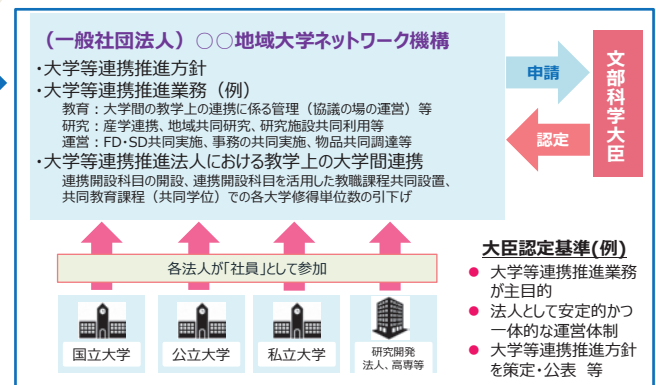 （一般社団法人）○○地域大学ネットワーク機構
・大学等連携推進方針
・大学等連携推進業務（例）
教育：大学間の教学上の連携に係る管理（協議の場の運営）等
研究：産学連携、地域共同研究、研究施設共同利用等
運営：FD・SD共同実施、事務の共同実施、物品共同調達等
・大学等連携推進法人における教学上の大学間連携
連携開設科目の開設、連携開設科目を活用した教職課程共同設置、
共同教育課程（共同学位）での各大学修得単位数の引下げ
申請
認定
文部科学大臣
各法人が「社員」として参加
国立大学
公立大学
私立大学
研究開発
法人、高専等
大臣認定基準(例)
● 大学等連携推進業務
が主目的
● 法人として安定的かつ
一体的な運営体制
● 大学等連携推進方針
を策定・公表 等